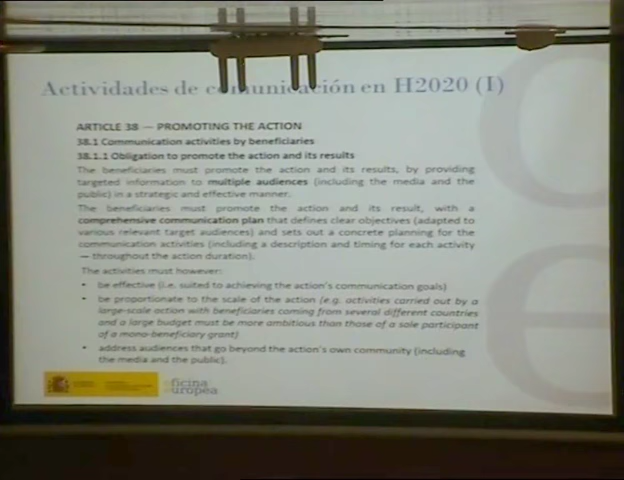 Actividades de comunicación en H2020 (I)
ARTICLE 38 — PROMOTING THE ACTION
38.1 Communication activities by beneficiaries
38.1.1 Obligation to promote the action and its results
The beneficiaries must promote the action and its results, by providing
targeted information to multiple audiences (including the media and the
public) in a strategic and effective manner.
The beneficiaries must promote the action and its result, with a
comprehensive communication plan that defines clear objectives (adapted to
various relevant target audiences) and sets out a concrete planning for the
communication activities (including a description and timing for each activity
— throughout the action duration).
The activities must however:
• be effective (i.e. suited to achieving the action's communication goals)
• be proportionate to the scale of the action (e.g. activities carried out by a
large-scale action with beneficiaries coming from several different countries
and a large budget must be more ambitious than those of a sole participant
of a mono-beneficiary grant)
• address audiences that go beyond the action's own community (including
the media and the public).
oficina
europea